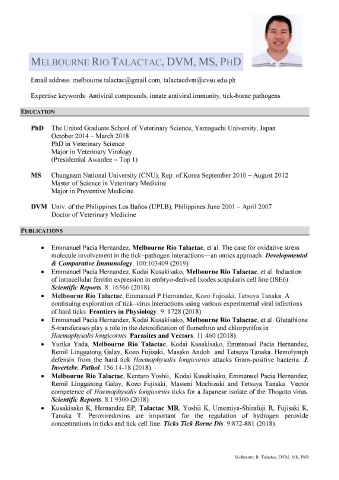 MELBOURNE RIO TALACTAC, DVM, MS, PHD
Email address: melbourne.talactac@gmail.com, talactacdvm@cvsu.edu.ph
Expertise keywords: Antiviral compounds, innate antiviral immunity, tick-borne pathogens
EDUCATION
PhD The United Graduate School of Veterinary Science, Yamaguchi University, Japan
October 2014 – March 2018
PhD in Veterinary Science
Major in Veterinary Virology
(Presidential Awardee – Top 1)
MS Chungnam National University (CNU), Rep. of Korea September 2010 – August 2012
Master of Science in Veterinary Medicine
Major in Preventive Medicine
DVM Univ. of the Philippines Los Baños (UPLB), Philippines June 2001 – April 2007
Doctor of Veterinary Medicine
PUBLICATIONS
• Emmanuel Pacia Hernandez, Melbourne Rio Talactac, et al. The case for oxidative stress
molecule involvement in the tick-pathogen interactions—an omics approach. Developmental
& Comparative Immunology. 100:103409 (2019)
• Emmanuel Pacia Hernandez, Kodai Kusakisako, Melbourne Rio Talactac, et al. Induction
of intracellular ferritin expression in embryo-derived Ixodes scapularis cell line (ISE6).
Scientific Reports. 8: 16566 (2018).
• Melbourne Rio Talactac, Emmanuel P Hernandez, Kozo Fujisaki, Tetsuya Tanaka. A
continuing exploration of tick–virus interactions using various experimental viral infections
of hard ticks. Frontiers in Physiology. 9: 1728 (2018)
• Emmanuel Pacia Hernandez, Kodai Kusakisako, Melbourne Rio Talactac, et al. Glutathione
S-transferases play a role in the detoxification of flumethrin and chlorpyrifos in
Haemaphysalis longicornis. Parasites and Vectors. 11:460 (2018).
• Yurika Yada, Melbourne Rio Talactac, Kodai Kusakisako, Emmanuel Pacia Hernandez,
Remil Linggatong Galay, Kozo Fujisaki, Masako Andoh and Tetsuya Tanaka. Hemolymph
defensin from the hard tick Haemaphysalis longicornis attacks Gram-positive bacteria. J.
Invertebr. Pathol. 156:14-18 (2018).
• Melbourne Rio Talactac, Kentaro Yoshii, Kodai Kusakisako, Emmanuel Pacia Hernandez,
Remil Linggatong Galay, Kozo Fujisaki, Masami Mochizuki and Tetsuya Tanaka. Vector
competence of Haemaphysalis longicornis ticks for a Japanese isolate of the Thogoto virus.
Scientific Reports. 8:1:9300 (2018).
• Kusakisako K, Hernandez EP, Talactac MR, Yoshii K, Umemiya-Shirafuji R, Fujisaki K,
Tanaka T. Peroxiredoxins are important for the regulation of hydrogen peroxide
concentrations in ticks and tick cell line. Ticks Tick Borne Dis. 9:872-881 (2018).
Melbourne R. Talactac, DVM, MS, PhD